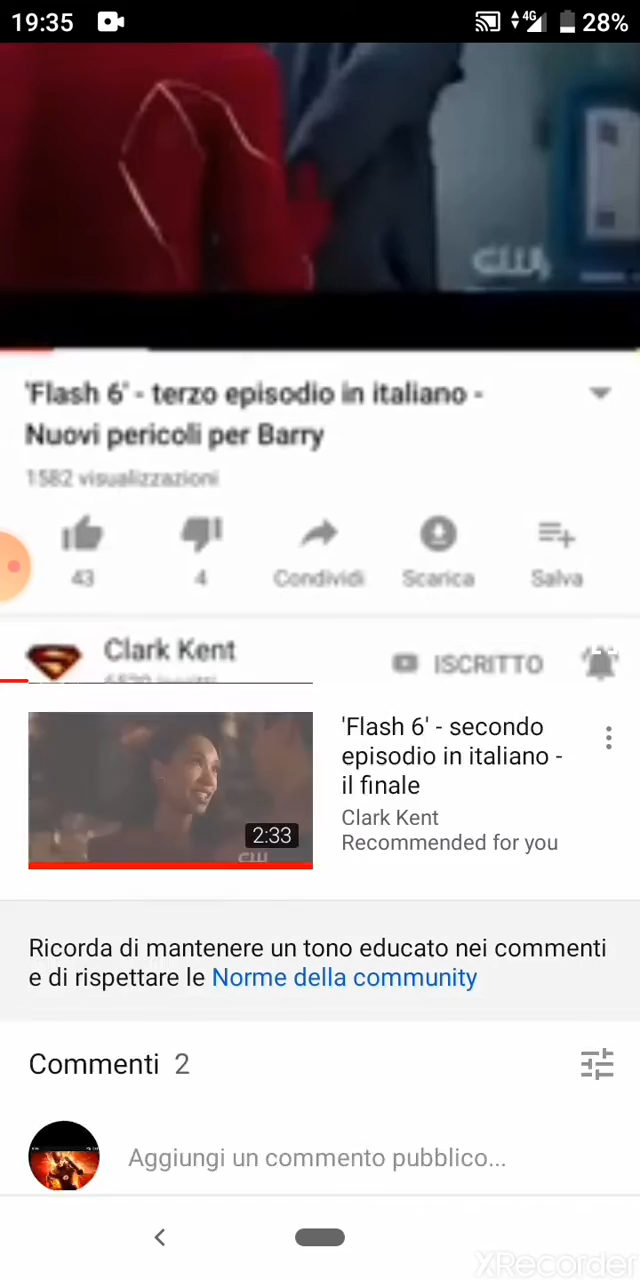 19:35
4G
28%
CW
'Flash 6' - terzo episodio in italiano -
Nuovi pericoli per Barry
1582 visualizzazioni
43
4
Condividi
Scarica
Salva
Clark Kent
ISCRITTO
2:33
CW
'Flash 6' - secondo
episodio in italiano -
il finale
Clark Kent
Recommended for you
Ricorda di mantenere un tono educato nei commenti
e di rispettare le Norme della community
Commenti 2
Aggiungi un commento pubblico...
XRecorder